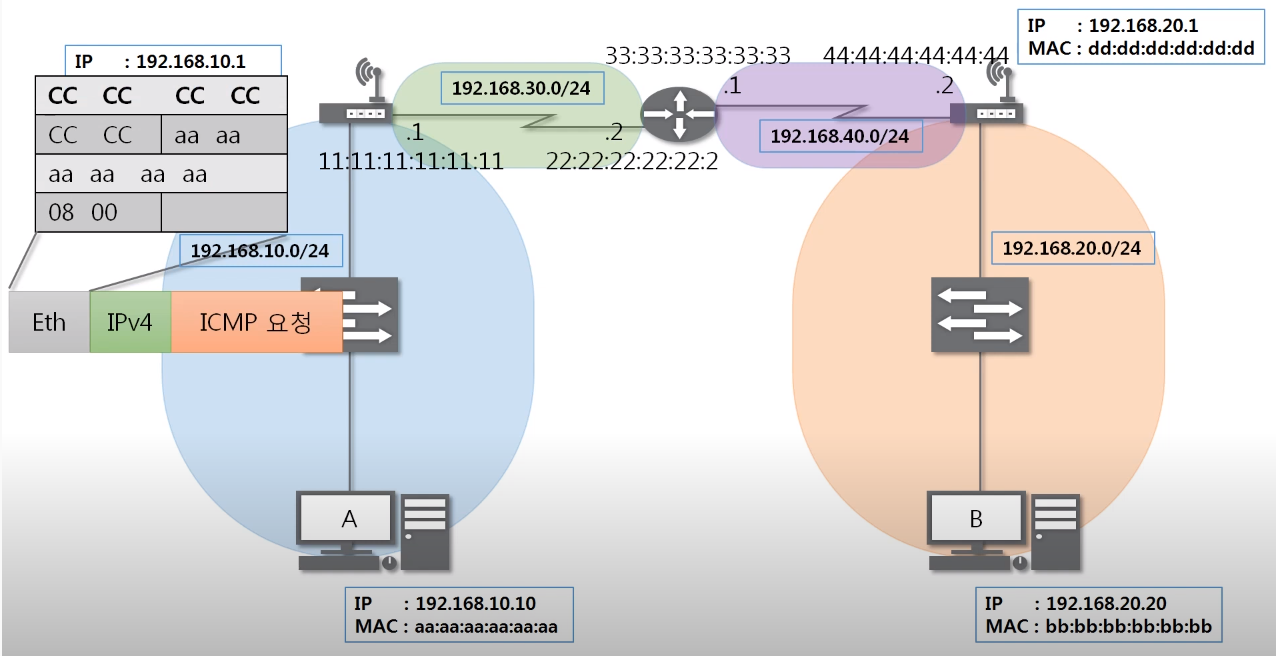 IP : 192.168.10.1
CC CC CC CC
CC CC aa aa
aa aa aa aa
08 00
192.168.10.0/24
Eth IPv4 ICMP 요청
192.168.30.0/24
.1
11:11:11:11:11:11
.2
22:22:22:22:22:2
33:33:33:33:33:33
.1
44:44:44:44:44:44
.2
192.168.40.0/24
IP : 192.168.20.1
MAC : dd:dd:dd:dd:dd:dd
192.168.20.0/24
A
IP : 192.168.10.10
MAC : aa:aa:aa:aa:aa:aa
B
IP : 192.168.20.20
MAC : bb:bb:bb:bb:bb:bb